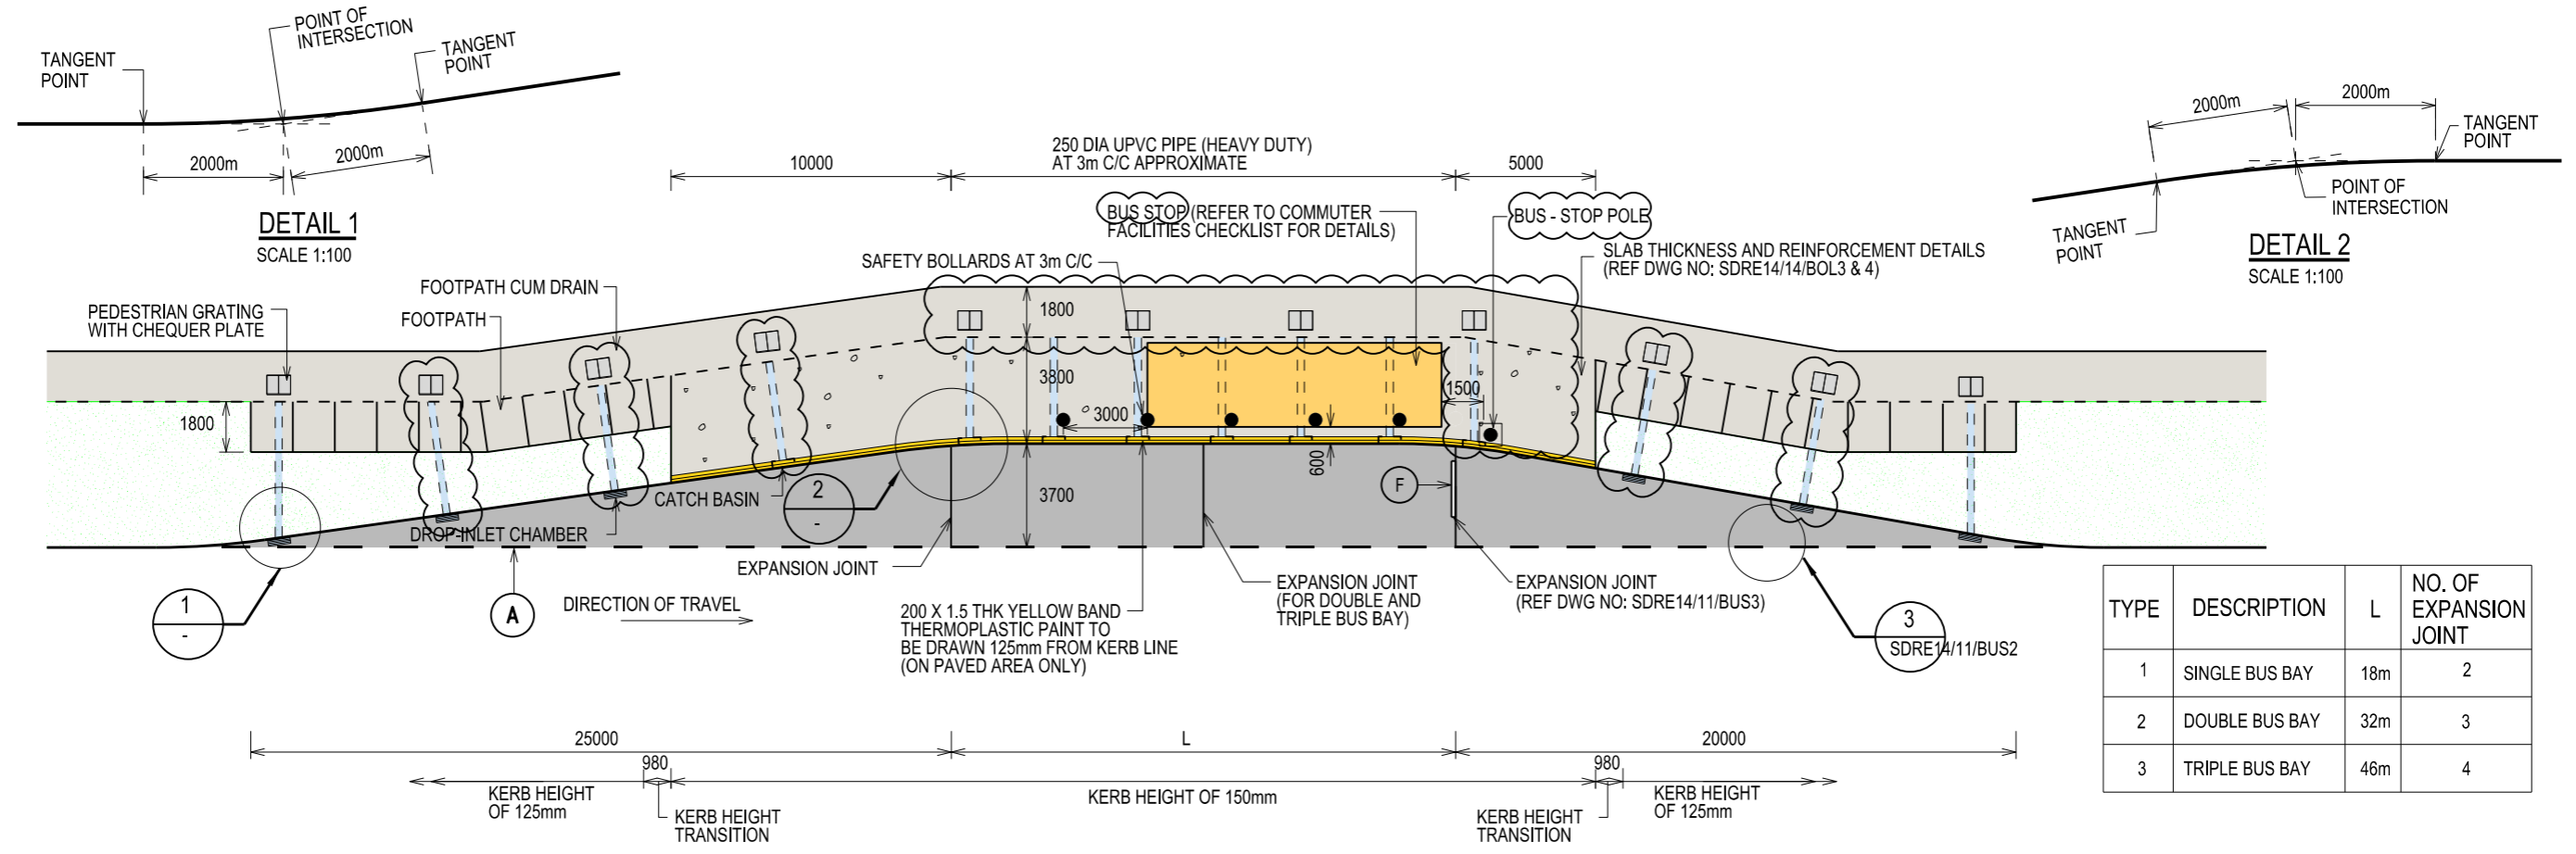 POINT OF
INTERSECTION
TANGENT
POINT
TANGENT
POINT
2000m
2000m
DETAIL 1
SCALE 1:100
2000m
2000m
TANGENT
POINT
POINT OF
INTERSECTION
TANGENT
POINT
DETAIL 2
SCALE 1:100
10000
250 DIA UPVC PIPE (HEAVY DUTY)
AT 3m C/C APPROXIMATE
5000
BUS STOP (REFER TO COMMUTER
FACILITIES CHECKLIST FOR DETAILS)
BUS - STOP POLE
SAFETY BOLLARDS AT 3m C/C
SLAB THICKNESS AND REINFORCEMENT DETAILS
(REF DWG NO: SDRE14/14/BOL3 & 4)
FOOTPATH CUM DRAIN
FOOTPATH
PEDESTRIAN GRATING
WITH CHEQUER PLATE
1800
1800
3800
3000
1500
600
3700
CATCH BASIN
DROP-INLET CHAMBER
2
-
F
EXPANSION JOINT
EXPANSION JOINT
(FOR DOUBLE AND
TRIPLE BUS BAY)
EXPANSION JOINT
(REF DWG NO: SDRE14/11/BUS3)
1
-
A
DIRECTION OF TRAVEL
200 X 1.5 THK YELLOW BAND
THERMOPLASTIC PAINT TO
BE DRAWN 125mm FROM KERB LINE
(ON PAVED AREA ONLY)
3
SDRE14/11/BUS2
25000
L
20000
980
980
KERB HEIGHT
OF 125mm
KERB HEIGHT
TRANSITION
KERB HEIGHT OF 150mm
KERB HEIGHT
TRANSITION
KERB HEIGHT
OF 125mm
TYPE DESCRIPTION L NO. OF
EXPANSION
JOINT
1 SINGLE BUS BAY 18m 2
2 DOUBLE BUS BAY 32m 3
3 TRIPLE BUS BAY 46m 4